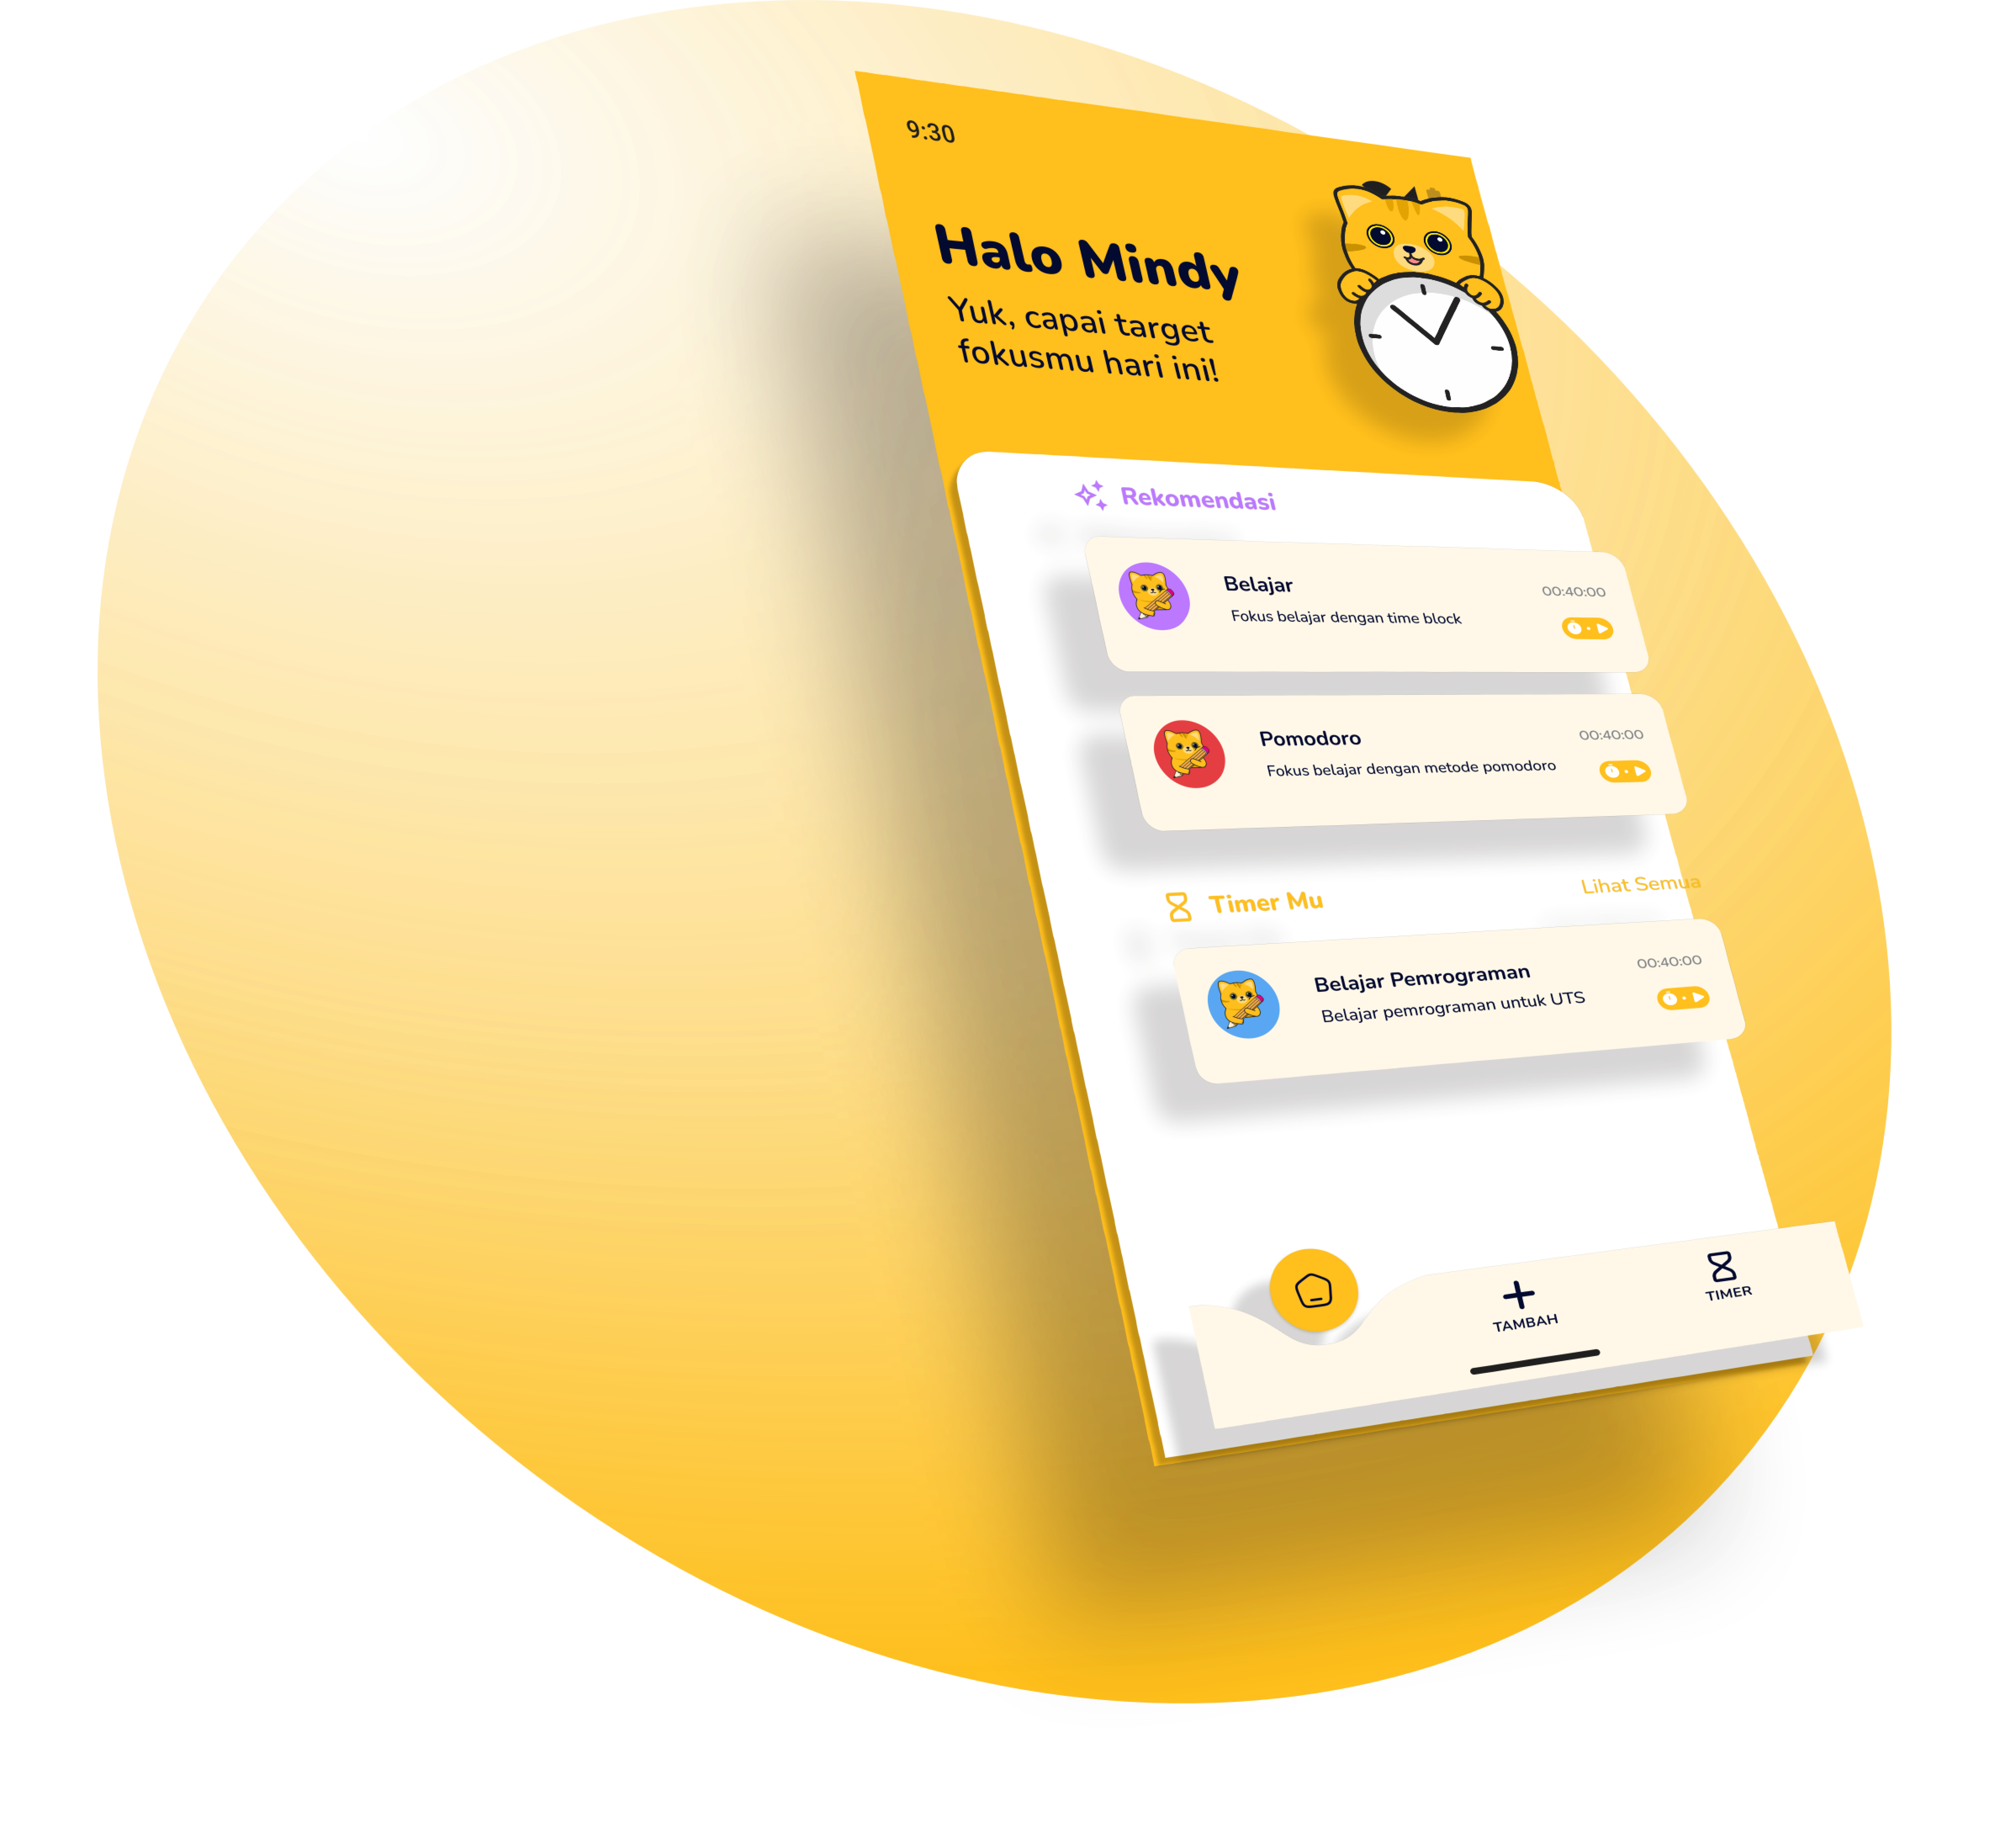 9:30
Halo Mindy
Yuk, capai target
fokusmu hari ini!
Rekomendasi
Belajar
00:40:00
Fokus belajar dengan time block
Pomodoro
00:40:00
Fokus belajar dengan metode pomodoro
Timer Mu
Lihat Semua
Belajar Pemrograman
00:40:00
Belajar pemrograman untuk UTS
TAMBAH
TIMER